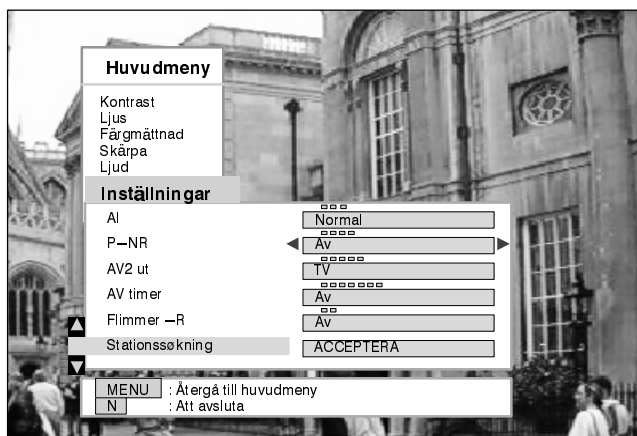 Huvudmeny
Kontrast
Ljus
Färgmättnad
Skärpa
Ljud
Inställningar
AI Normal
P–NR Av
AV2 ut TV
AV timer Av
Flimmer –R Av
Stationssøkning ACCEPTERA
MENU : Återgå till huvudmeny
N : Att avsluta